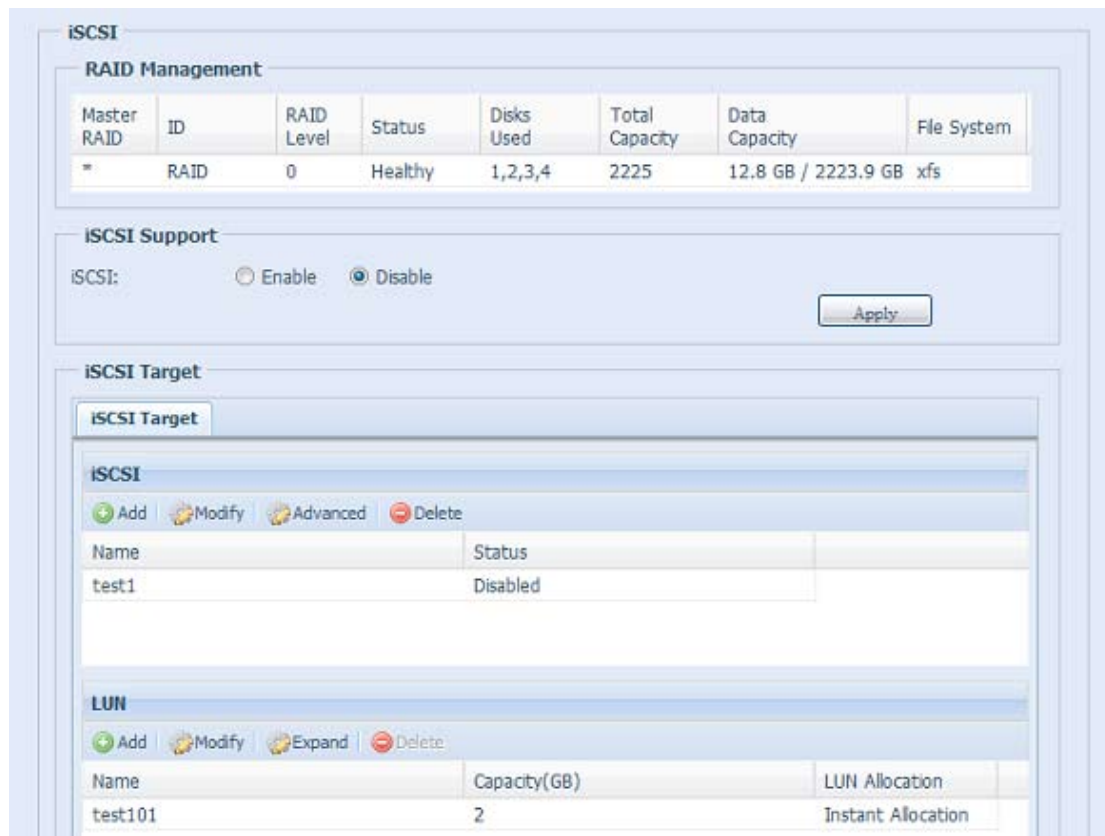 iSCSI
RAID Management
Master RAID ID RAID Level Status Disks Used Total Capacity Data Capacity File System
* RAID 0 Healthy 1,2,3,4 2225 12.8 GB / 2223.9 GB xfs
iSCSI Support
iSCSI: Enable Disable
Apply
iSCSI Target
iSCSI Target
iSCSI
Add Modify Advanced Delete
Name Status
test1 Disabled
LUN
Add Modify Expand Delete
Name Capacity(GB) LUN Allocation
test101 2 Instant Allocation